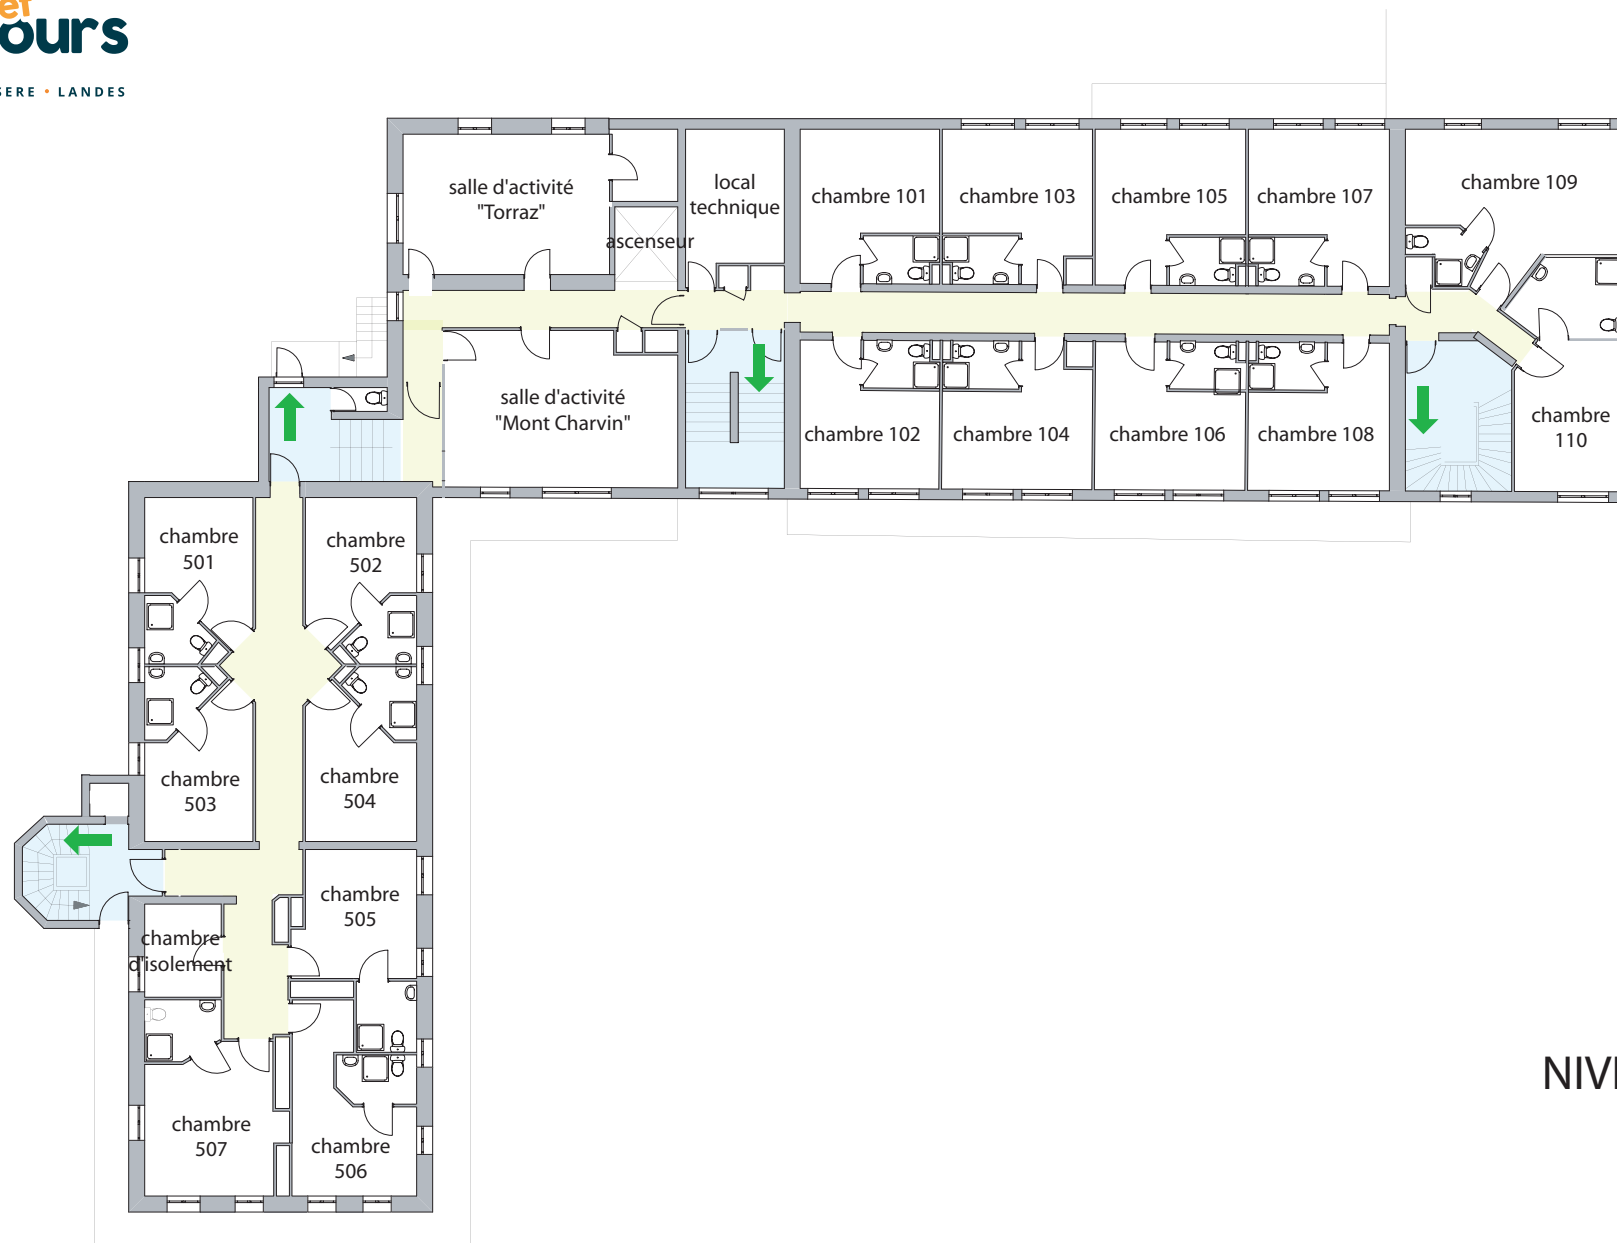 et
ours
SERE • LANDES
salle d'activité
"Torraz"
ascenseur
local
technique
chambre 101
chambre 103
chambre 105
chambre 107
chambre 109
salle d'activité
"Mont Charvin"
chambre 102
chambre 104
chambre 106
chambre 108
chambre
110
chambre
501
chambre
502
chambre
503
chambre
504
chambre
505
chambre
d'isolement
chambre
507
chambre
506
NIV